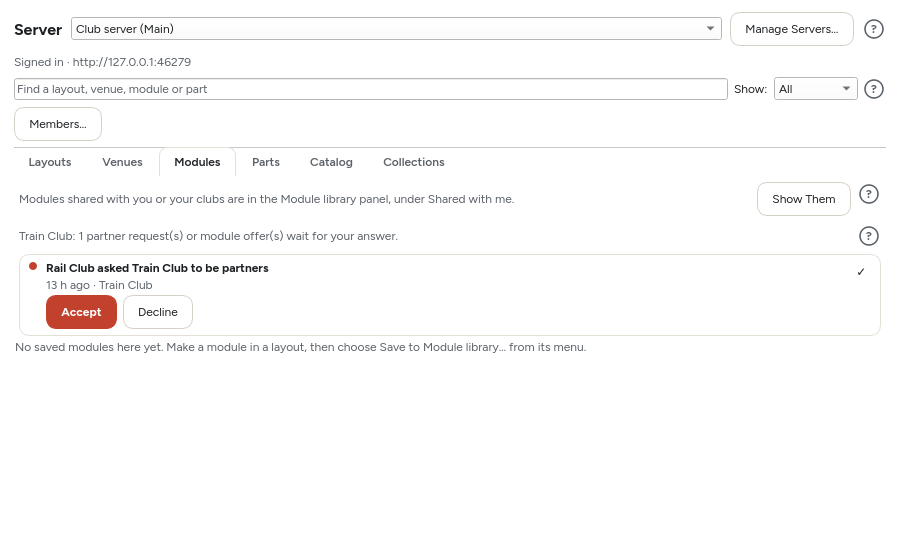 Server Club server (Main) Manage Servers... ?
Signed in · http://127.0.0.1:46279
Find a layout, venue, module or part Show: All ?
Members...
Layouts Venues Modules Parts Catalog Collections
Modules shared with you or your clubs are in the Module library panel, under Shared with me. Show Them ?
Train Club: 1 partner request(s) or module offer(s) wait for your answer. ?
Rail Club asked Train Club to be partners ✓
13 h ago · Train Club
Accept Decline
No saved modules here yet. Make a module in a layout, then choose Save to Module library... from its menu.